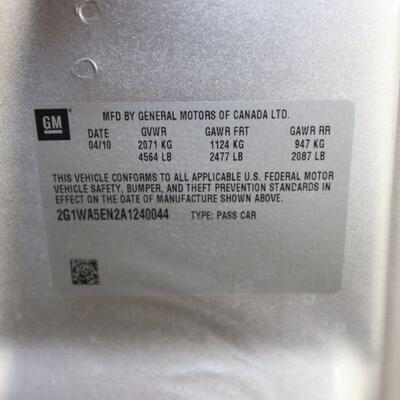 GM
MFD BY GENERAL MOTORS OF CANADA LTD.
DATE GVWR GAWR FRT GAWR RR
04/10 2071 KG 1124 KG 947 KG
4564 LB 2477 LB 2087 LB
THIS VEHICLE CONFORMS TO ALL APPLICABLE U.S. FEDERAL MOTOR
VEHICLE SAFETY, BUMPER, AND THEFT PREVENTION STANDARDS IN
EFFECT ON THE DATE OF MANUFACTURE SHOWN ABOVE.
2G1WA5EN2A1240044 TYPE: PASS CAR